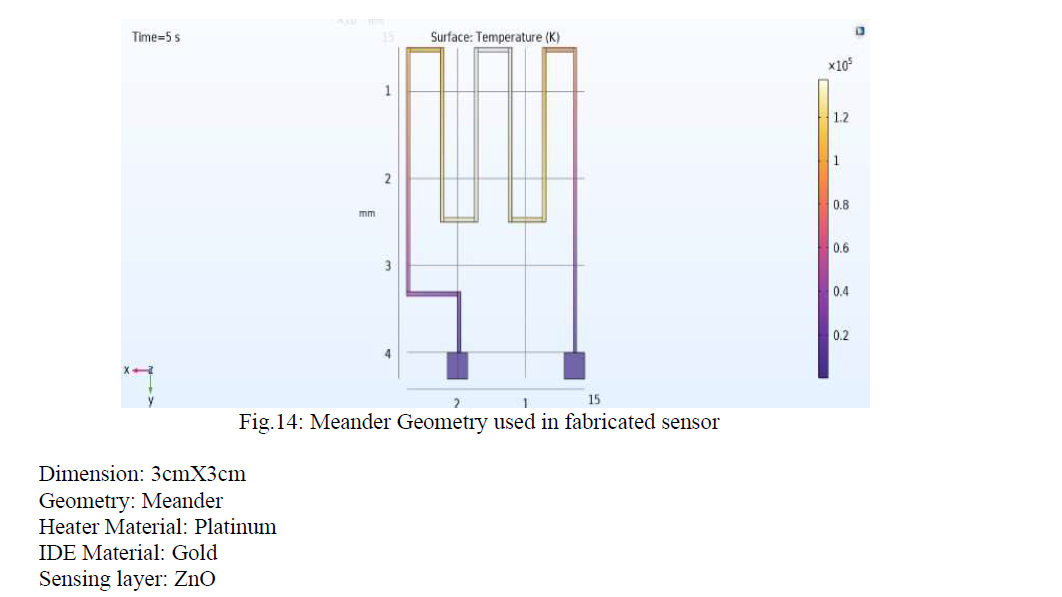 Time=5 s
Surface: Temperature (K)
15
×10⁵
1
1.2
1
2
0.8
mm
0.6
3
0.4
0.2
4
x
z
y
2
1
15
Fig.14: Meander Geometry used in fabricated sensor
Dimension: 3cmX3cm
Geometry: Meander
Heater Material: Platinum
IDE Material: Gold
Sensing layer: ZnO